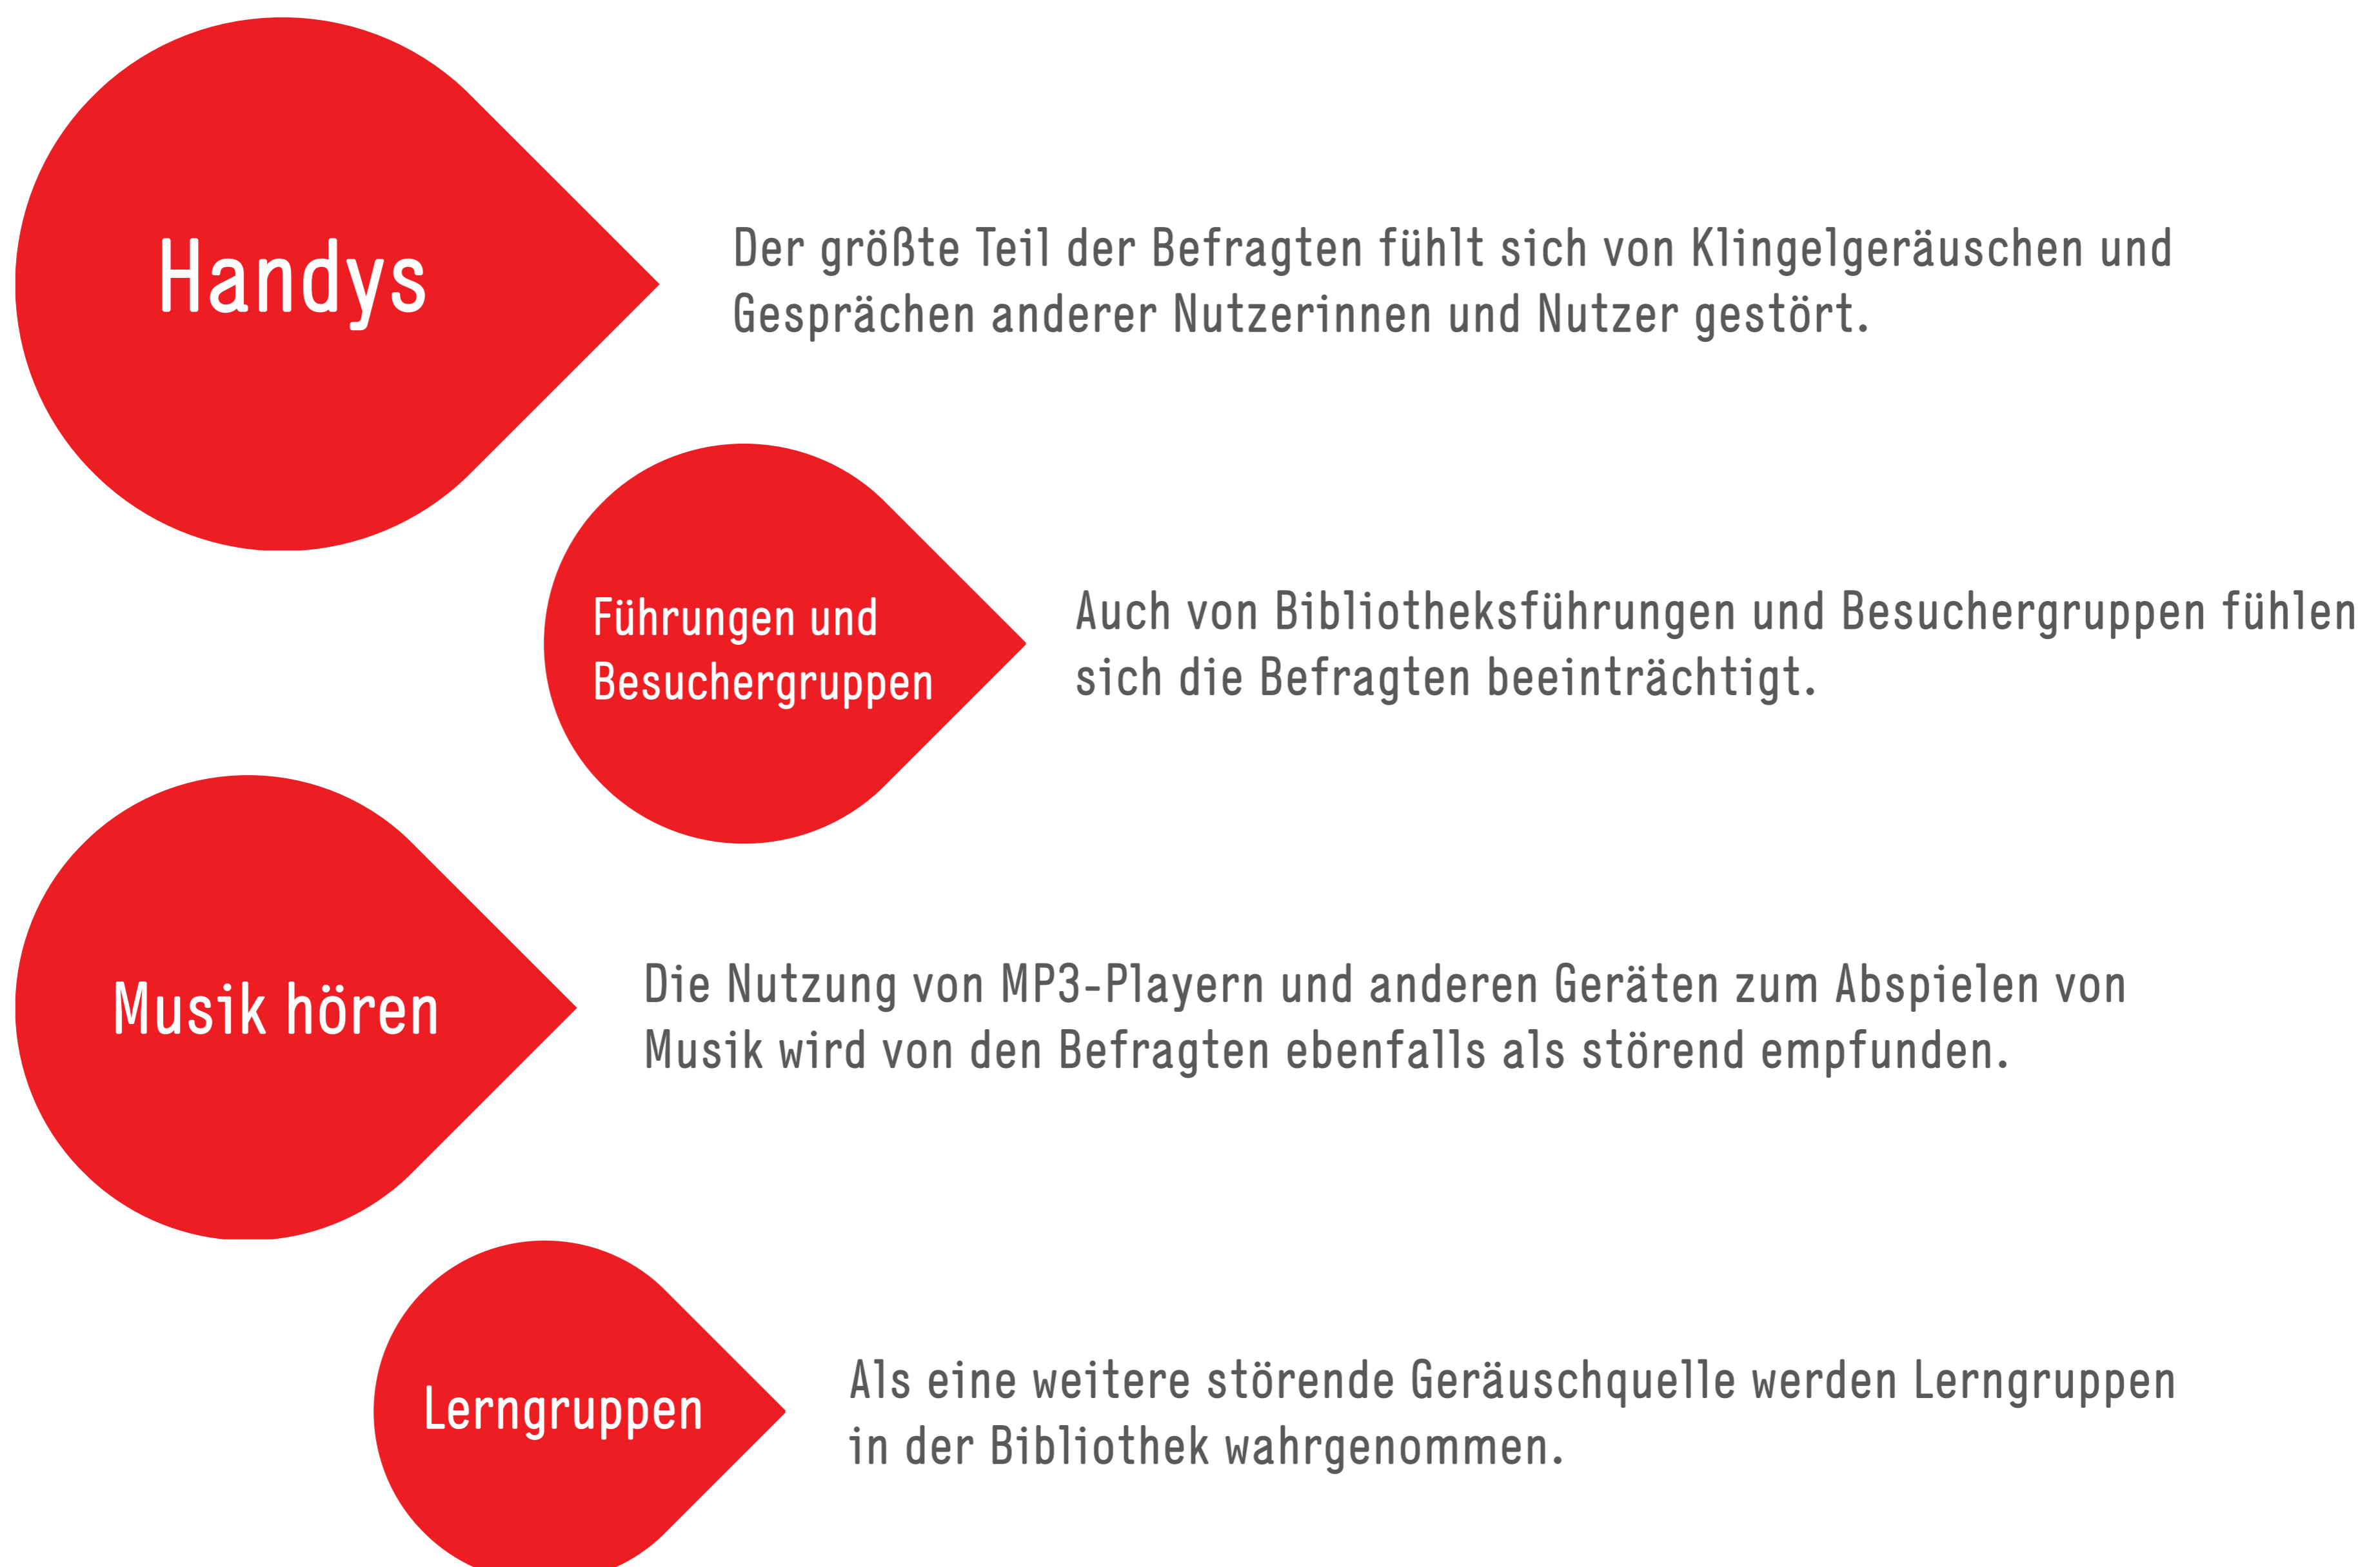 Handys
Der größte Teil der Befragten fühlt sich von Klingelgeräuschen und
Gesprächen anderer Nutzerinnen und Nutzer gestört.
Führungen und
Besuchergruppen
Auch von Bibliotheksführungen und Besuchergruppen fühlen
sich die Befragten beeinträchtigt.
Musik hören
Die Nutzung von MP3-Playern und anderen Geräten zum Abspielen von
Musik wird von den Befragten ebenfalls als störend empfunden.
Lerngruppen
Als eine weitere störende Geräuschquelle werden Lerngruppen
in der Bibliothek wahrgenommen.